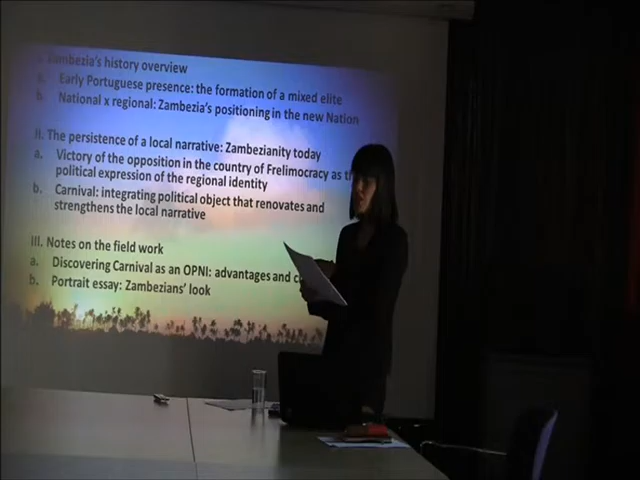 Zambezia's history overview
a. Early Portuguese presence: the formation of a mixed elite
b. National x regional: Zambezia's positioning in the new Nation
II. The persistence of a local narrative: Zambezianity today
a. Victory of the opposition in the country of Frelimocracy as
political expression of the regional identity
b. Carnival: integrating political object that renovates and
strengthens the local narrative
III. Notes on the field work
a. Discovering Carnival as an OPNI: advantages and
b. Portrait essay: Zambezians' look